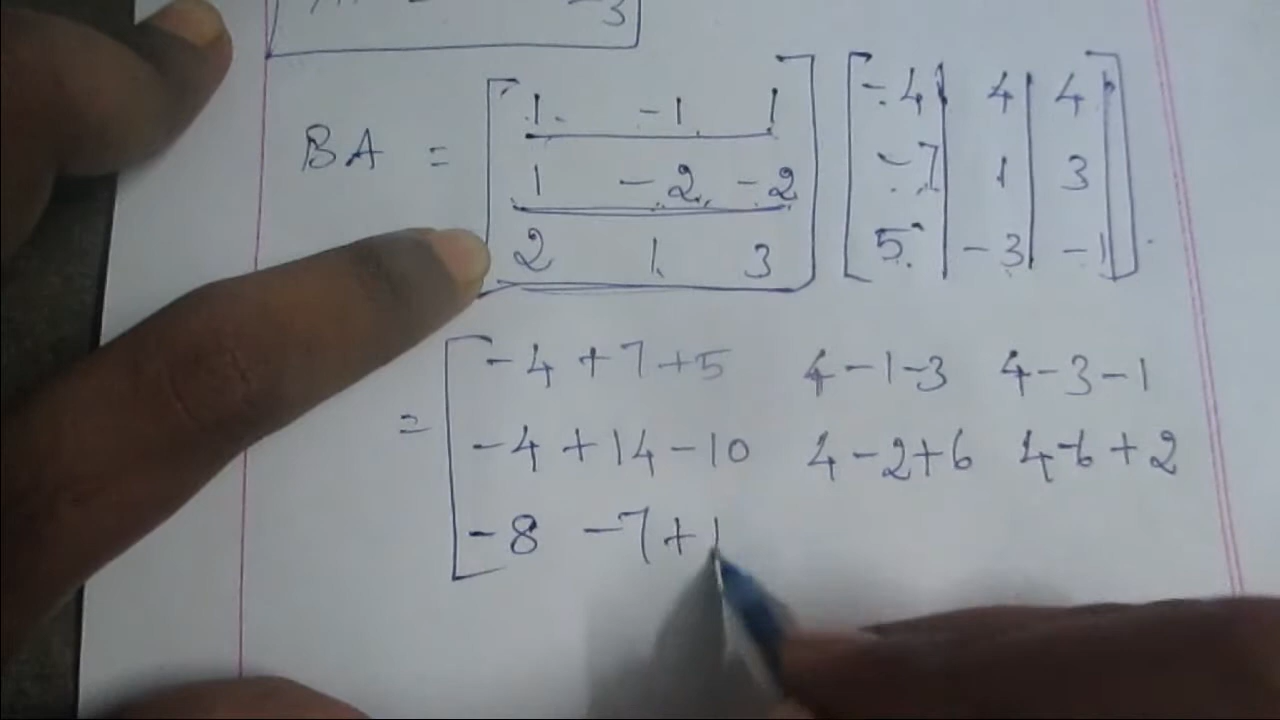 -3
BA = [ 1 -1 1 ] [ -4 4 4 ]
1 -2 -2 -7 1 3
2 1 3 5 -3 -1
= [ -4 + 7 + 5 4 - 1 - 3 4 - 3 - 1
-4 + 14 - 10 4 - 2 + 6 4 - 6 + 2
-8 - 7 + 1